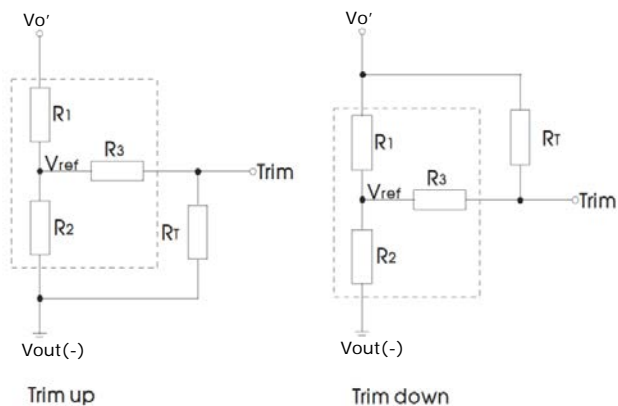 Vo'
R1
Vref
R3
Trim
R2
RT
Vout(-)
Trim up
Vo'
R1
RT
Vref
R3
Trim
R2
Vout(-)
Trim down